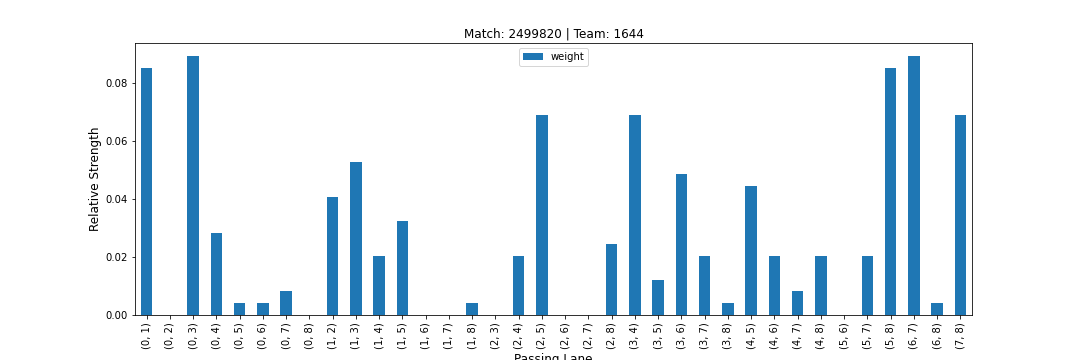 Match: 2499820 | Team: 1644
weight
Relative Strength
0.08
0.06
0.04
0.02
0.00
(0, 1) (0, 2) (0, 3) (0, 4) (0, 5) (0, 6) (0, 7) (0, 8) (1, 2) (1, 3) (1, 4) (1, 5) (1, 6) (1, 7) (1, 8) (2, 3) (2, 4) (2, 5) (2, 6) (2, 7) (2, 8) (3, 4) (3, 5) (3, 6) (3, 7) (3, 8) (4, 5) (4, 6) (4, 7) (4, 8) (5, 6) (5, 7) (5, 8) (6, 7) (6, 8) (7, 8)
Passing Lane